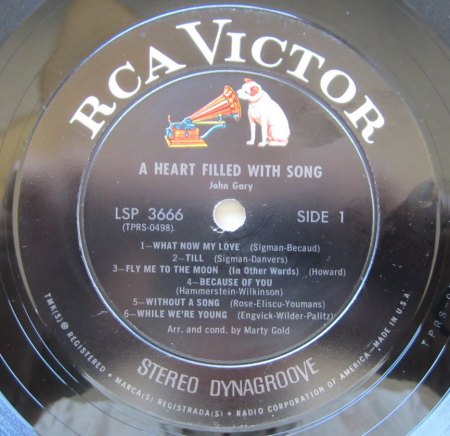 RCA VICTOR
A HEART FILLED WITH SONG
John Gary
LSP 3666
(TPRS-0498)
SIDE 1
1—WHAT NOW MY LOVE (Sigman-Becaud)
2—TILL (Sigman-Danvers)
3—FLY ME TO THE MOON (In Other Words) (Howard)
4—BECAUSE OF YOU
(Hammerstein-Wilkinson)
5—WITHOUT A SONG (Rose-Eliscu-Youmans)
6—WHILE WE'RE YOUNG (Engvick-Wilder-Palitz)
Arr. and cond. by Marty Gold
STEREO DYNAGROOVE
TMK(S) ® REGISTERED • MARCA(S) REGISTRADA(S) • RADIO CORPORATION OF AMERICA—MADE IN U.S.A.